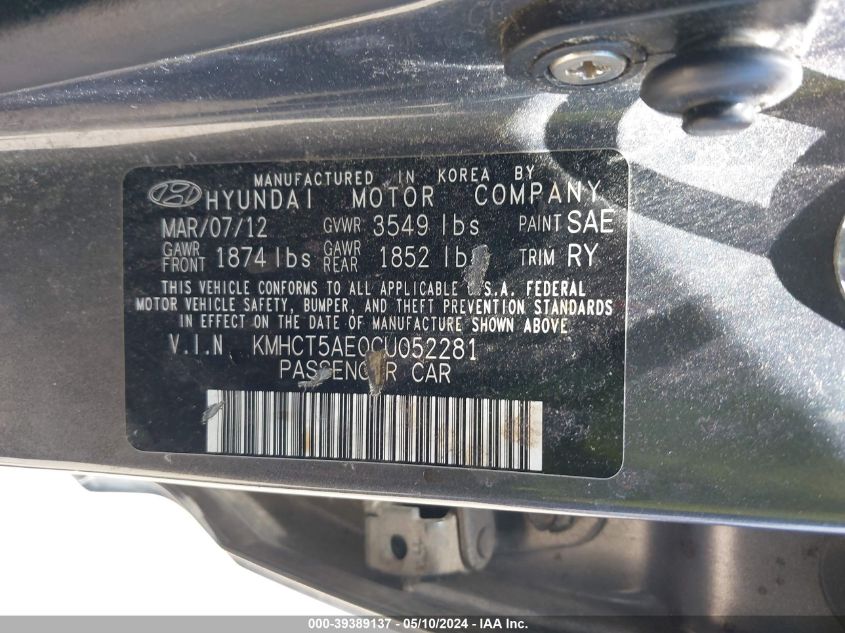 MANUFACTURED IN KOREA BY
HYUNDAI MOTOR COMPANY
MAR/07/12 GVWR 3549 lbs PAINT SAE
GAWR FRONT 1874 lbs GAWR REAR 1852 lbs TRIM RY
THIS VEHICLE CONFORMS TO ALL APPLICABLE U.S.A. FEDERAL
MOTOR VEHICLE SAFETY, BUMPER, AND THEFT PREVENTION STANDARDS
IN EFFECT ON THE DATE OF MANUFACTURE SHOWN ABOVE
V.I.N KMHCT5AE0CU052281
PASSENGER CAR
000-39389137 - 05/10/2024 - IAA Inc.